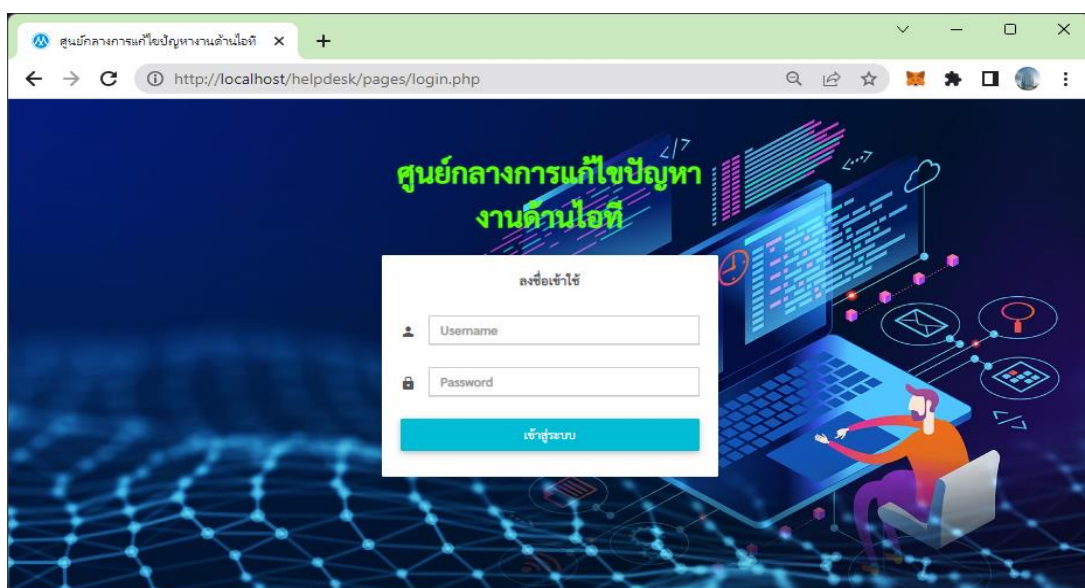 ศูนย์กลางการแก้ไขปัญหางานด้านไอที
http://localhost/helpdesk/pages/login.php
ศูนย์กลางการแก้ไขปัญหา
งานด้านไอที
ลงชื่อเข้าใช้
Username
Password
เข้าสู่ระบบ